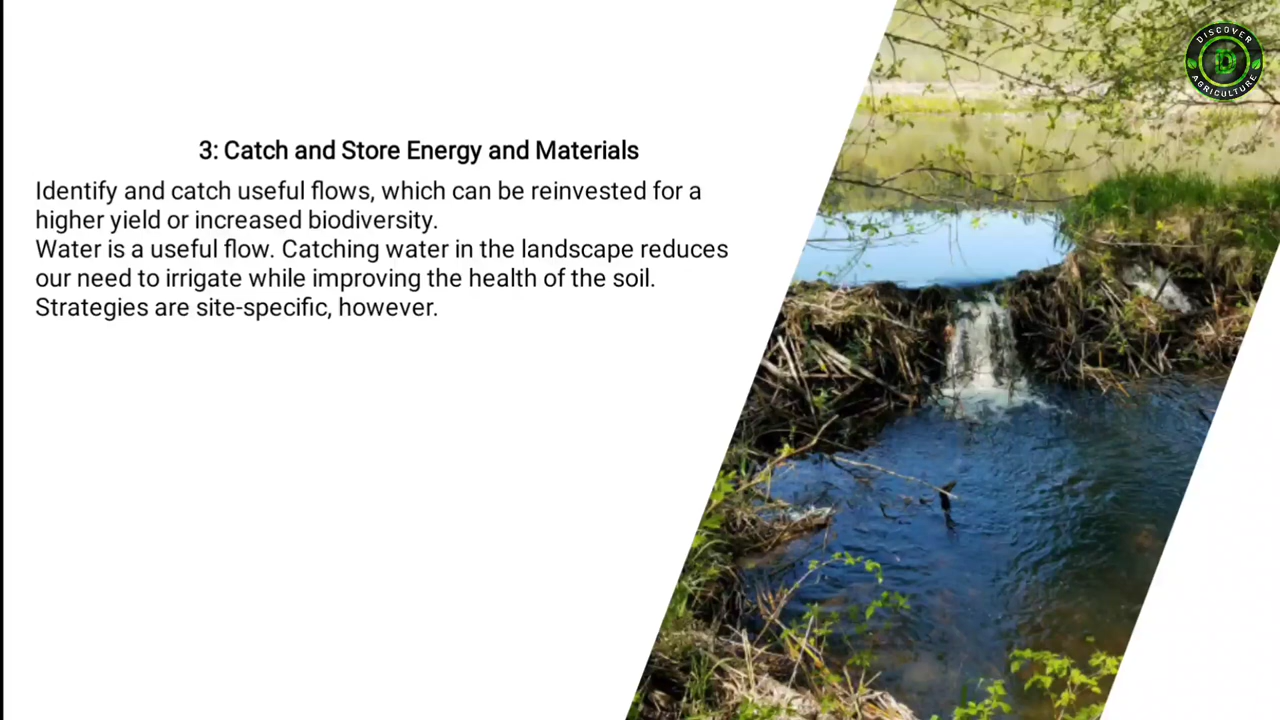 DISCOVER
D
AGRICULTURE
3: Catch and Store Energy and Materials
Identify and catch useful flows, which can be reinvested for a
higher yield or increased biodiversity.
Water is a useful flow. Catching water in the landscape reduces
our need to irrigate while improving the health of the soil.
Strategies are site-specific, however.